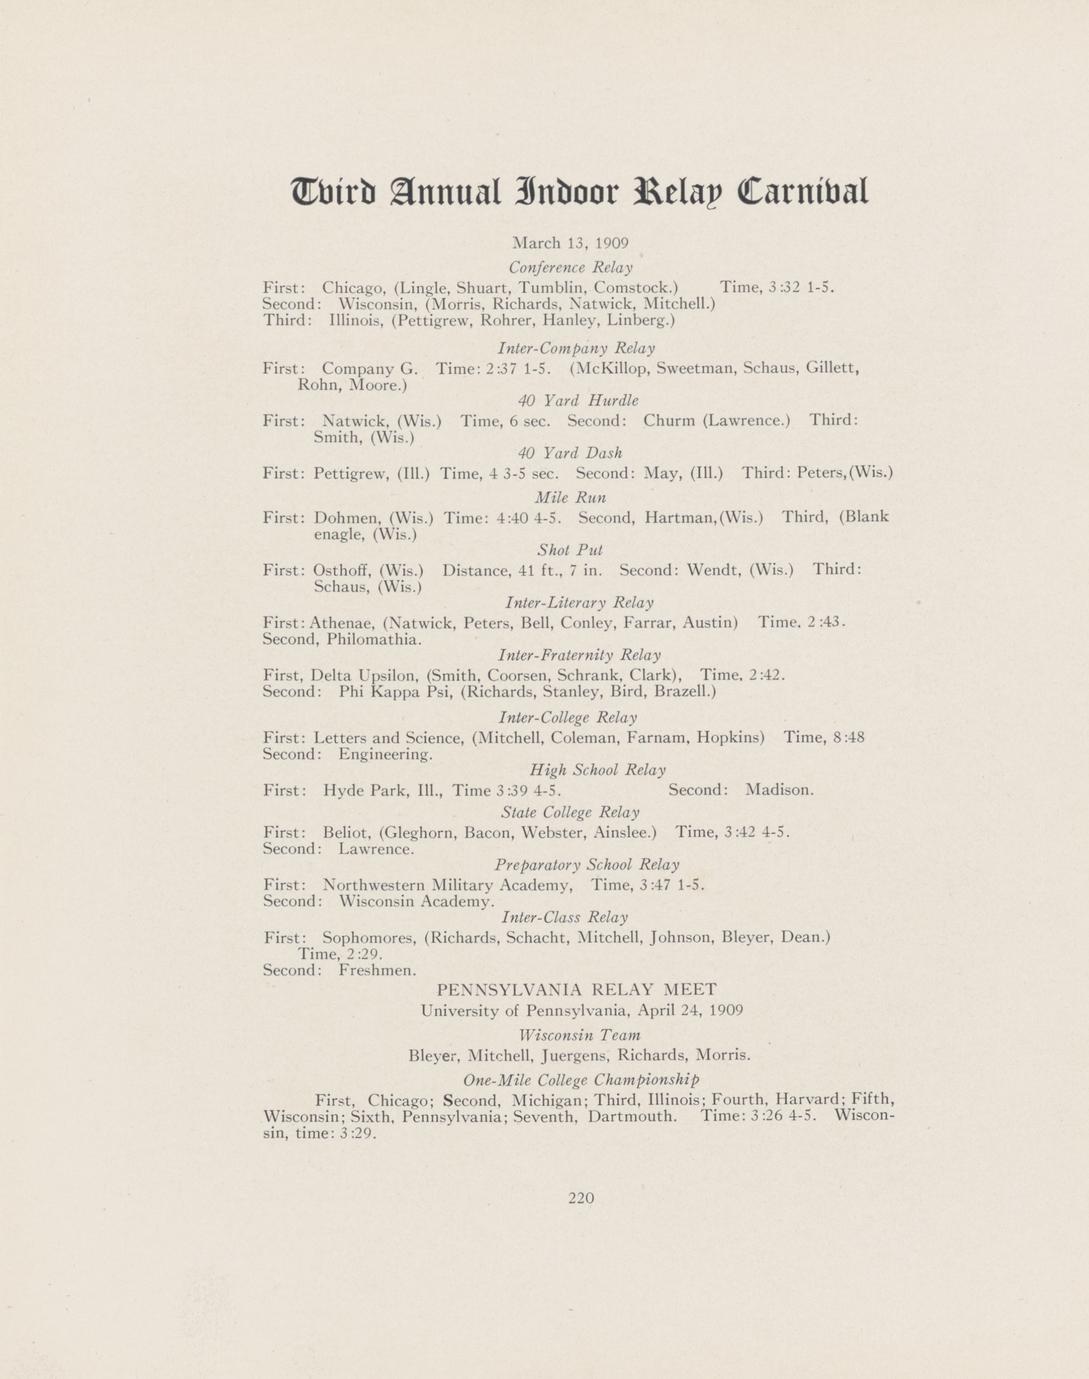 Third Annual Indoor Relay Carnival
March 13, 1909
Conference Relay
First: Chicago, (Lingle, Shuart, Tumblin, Comstock.) Time, 3:32 1-5.
Second: Wisconsin, (Morris, Richards, Natwick, Mitchell.)
Third: Illinois, (Pettigrew, Rohrer, Hanley, Linberg.)
Inter-Company Relay
First: Company G. Time: 2:37 1-5. (McKillop, Sweetman, Schaus, Gillett,
Rohn, Moore.)
40 Yard Hurdle
First: Natwick, (Wis.) Time, 6 sec. Second: Churm (Lawrence.) Third:
Smith, (Wis.)
40 Yard Dash
First: Pettigrew, (Ill.) Time, 4 3-5 sec. Second: May, (Ill.) Third: Peters,(Wis.)
Mile Run
First: Dohmen, (Wis.) Time: 4:40 4-5. Second, Hartman,(Wis.) Third, (Blank
enagle, (Wis.)
Shot Put
First: Osthoff, (Wis.) Distance, 41 ft., 7 in. Second: Wendt, (Wis.) Third:
Schaus, (Wis.)
Inter-Literary Relay
First: Athenae, (Natwick, Peters, Bell, Conley, Farrar, Austin) Time. 2:43.
Second, Philomathia.
Inter-Fraternity Relay
First, Delta Upsilon, (Smith, Coorsen, Schrank, Clark), Time, 2:42.
Second: Phi Kappa Psi, (Richards, Stanley, Bird, Brazell.)
Inter-College Relay
First: Letters and Science, (Mitchell, Coleman, Farnam, Hopkins) Time, 8:48
Second: Engineering.
High School Relay
First: Hyde Park, Ill., Time 3:39 4-5. Second: Madison.
State College Relay
First: Beliot, (Gleghorn, Bacon, Webster, Ainslee.) Time, 3:42 4-5.
Second: Lawrence.
Preparatory School Relay
First: Northwestern Military Academy, Time, 3:47 1-5.
Second: Wisconsin Academy.
Inter-Class Relay
First: Sophomores, (Richards, Schacht, Mitchell, Johnson, Bleyer, Dean.)
Time, 2:29.
Second: Freshmen.
PENNSYLVANIA RELAY MEET
University of Pennsylvania, April 24, 1909
Wisconsin Team
Bleyer, Mitchell, Juergens, Richards, Morris.
One-Mile College Championship
First, Chicago; Second, Michigan; Third, Illinois; Fourth, Harvard; Fifth,
Wisconsin; Sixth, Pennsylvania; Seventh, Dartmouth. Time: 3:26 4-5. Wiscon-
sin, time: 3:29.
220